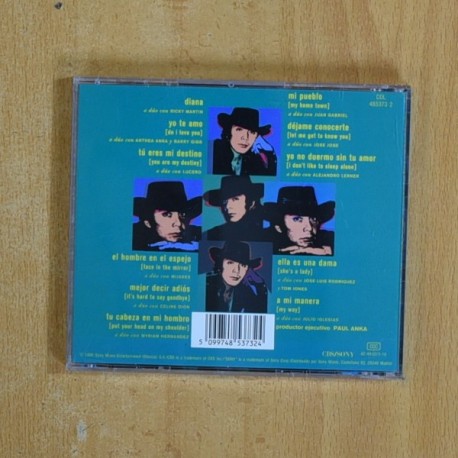 diana
a dúo con RICKY MARTIN
yo te amo
[do i love you]
a dúo con ANTHEA ANKA y BARRY GIBB
tú eres mi destino
[you are my destiny]
a dúo con LUCERO
el hombre en el espejo
[face in the mirror]
a dúo con MIJARES
mejor decir adiós
[it's hard to say goodbye]
a dúo con CELINE DION
tu cabeza en mi hombro
[put your head on my shoulder]
a dúo con MYRIAM HERNANDEZ
COL
mi pueblo
[my home town]
a dúo con JUAN GABRIEL
déjame conocerte
[let me get to know you]
a dúo con JOSE JOSE
yo no duermo sin tu amor
[i don't like to sleep alone]
a dúo con ALEJANDRO LERNER
ella es una dama
[she's a lady]
a dúo con JOSE LUIS RODRIGUEZ
y TOM JONES
a mi manera
[my way]
a dúo con JULIO IGLESIAS
productor ejecutivo PAUL ANKA
5 099748 537324